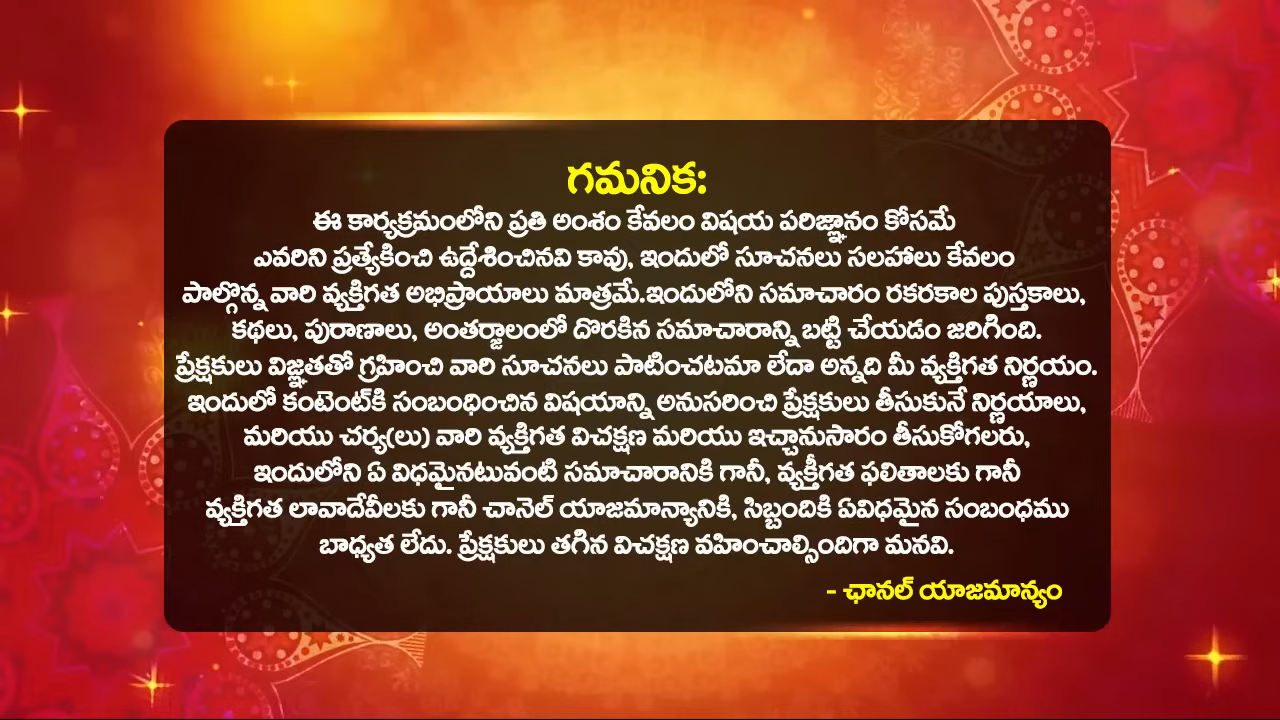 గమనిక:
ఈ కార్యక్రమంలోని ప్రతి అంశం కేవలం విషయ పరిజ్ఞానం కోసమే
ఎవరిని ప్రత్యేకించి ఉద్దేశించినవి కావు, ఇందులో సూచనలు సలహాలు కేవలం
పాల్గొన్న వారి వ్యక్తిగత అభిప్రాయాలు మాత్రమే.ఇందులోని సమాచారం రకరకాల పుస్తకాలు,
కథలు, పురాణాలు, అంతర్జాలంలో దొరకిన సమాచారాన్ని బట్టి చేయడం జరిగింది.
ప్రేక్షకులు విజ్ఞతతో గ్రహించి వారి సూచనలు పాటించటమా లేదా అన్నది మీ వ్యక్తిగత నిర్ణయం.
ఇందులో కంటెంట్‌కి సంబంధించిన విషయాన్ని అనుసరించి ప్రేక్షకులు తీసుకునే నిర్ణయాలు,
మరియు చర్య(లు) వారి వ్యక్తిగత విచక్షణ మరియు ఇచ్చానుసారం తీసుకోగలరు,
ఇందులోని ఏ విధమైనటువంటి సమాచారానికి గానీ, వ్యక్తీగత ఫలితాలకు గానీ
వ్యక్తిగత లావాదేవీలకు గానీ చానెల్ యాజమాన్యానికి, సిబ్బందికి ఏవిధమైన సంబంధము
బాధ్యత లేదు. ప్రేక్షకులు తగిన విచక్షణ వహించాల్సిందిగా మనవి.
- ఛానల్ యాజమాన్యం